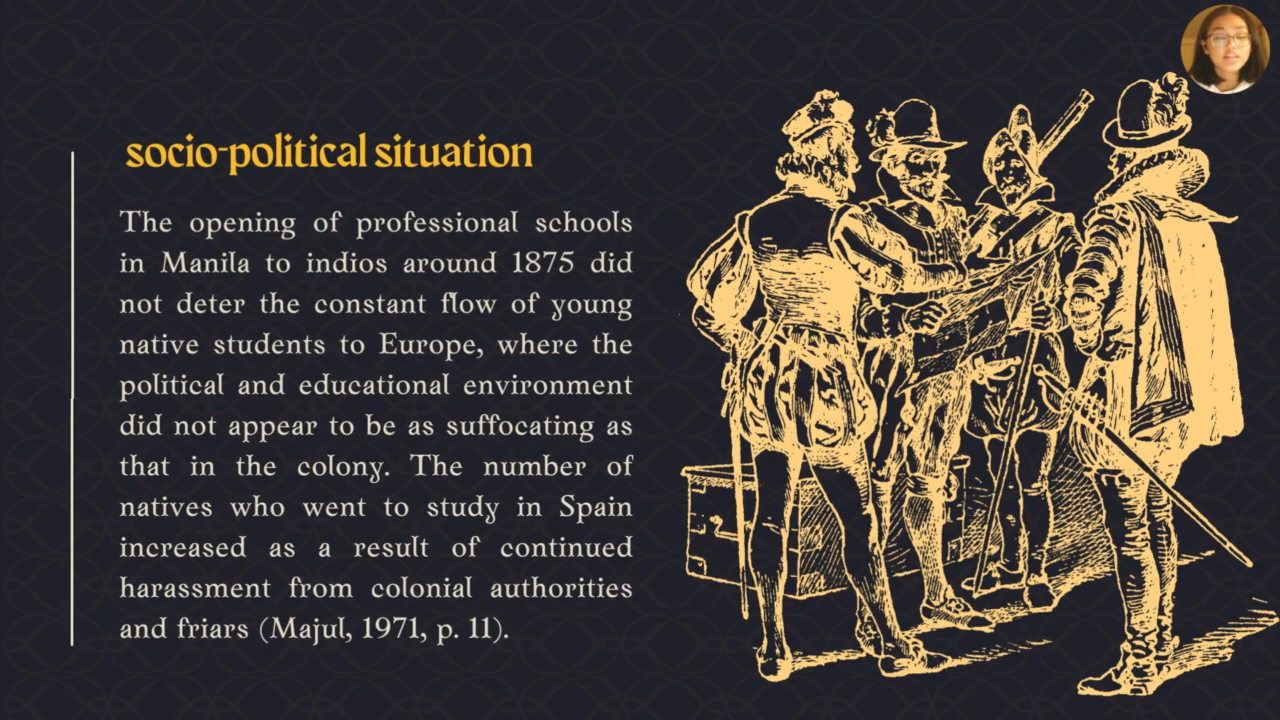 socio-political situation
The opening of professional schools
in Manila to indios around 1875 did
not deter the constant flow of young
native students to Europe, where the
political and educational environment
did not appear to be as suffocating as
that in the colony. The number of
natives who went to study in Spain
increased as a result of continued
harassment from colonial authorities
and friars (Majul, 1971, p. 11).